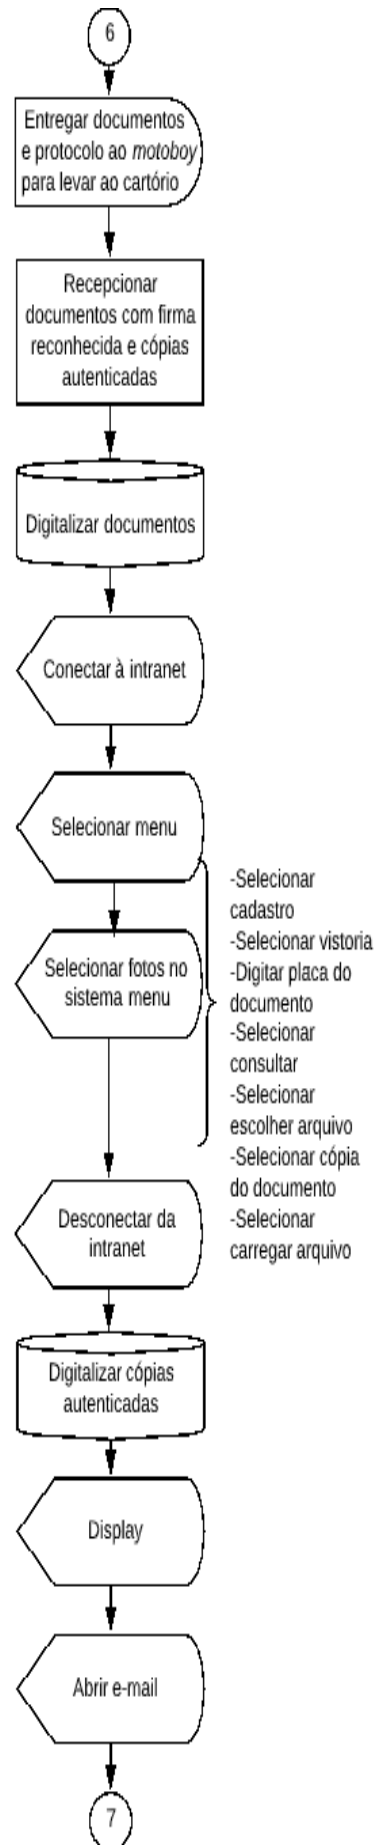 6
Entregar documentos
e protocolo ao motoboy
para levar ao cartório
Recepcionar
documentos com firma
reconhecida e cópias
autenticadas
Digitalizar documentos
Conectar à intranet
Selecionar menu
Selecionar fotos no
sistema menu
-Selecionar
cadastro
-Selecionar vistoria
-Digitar placa do
documento
-Selecionar
consultar
-Selecionar
escolher arquivo
-Selecionar cópia
do documento
-Selecionar
carregar arquivo
Desconectar da
intranet
Digitalizar cópias
autenticadas
Display
Abrir e-mail
7